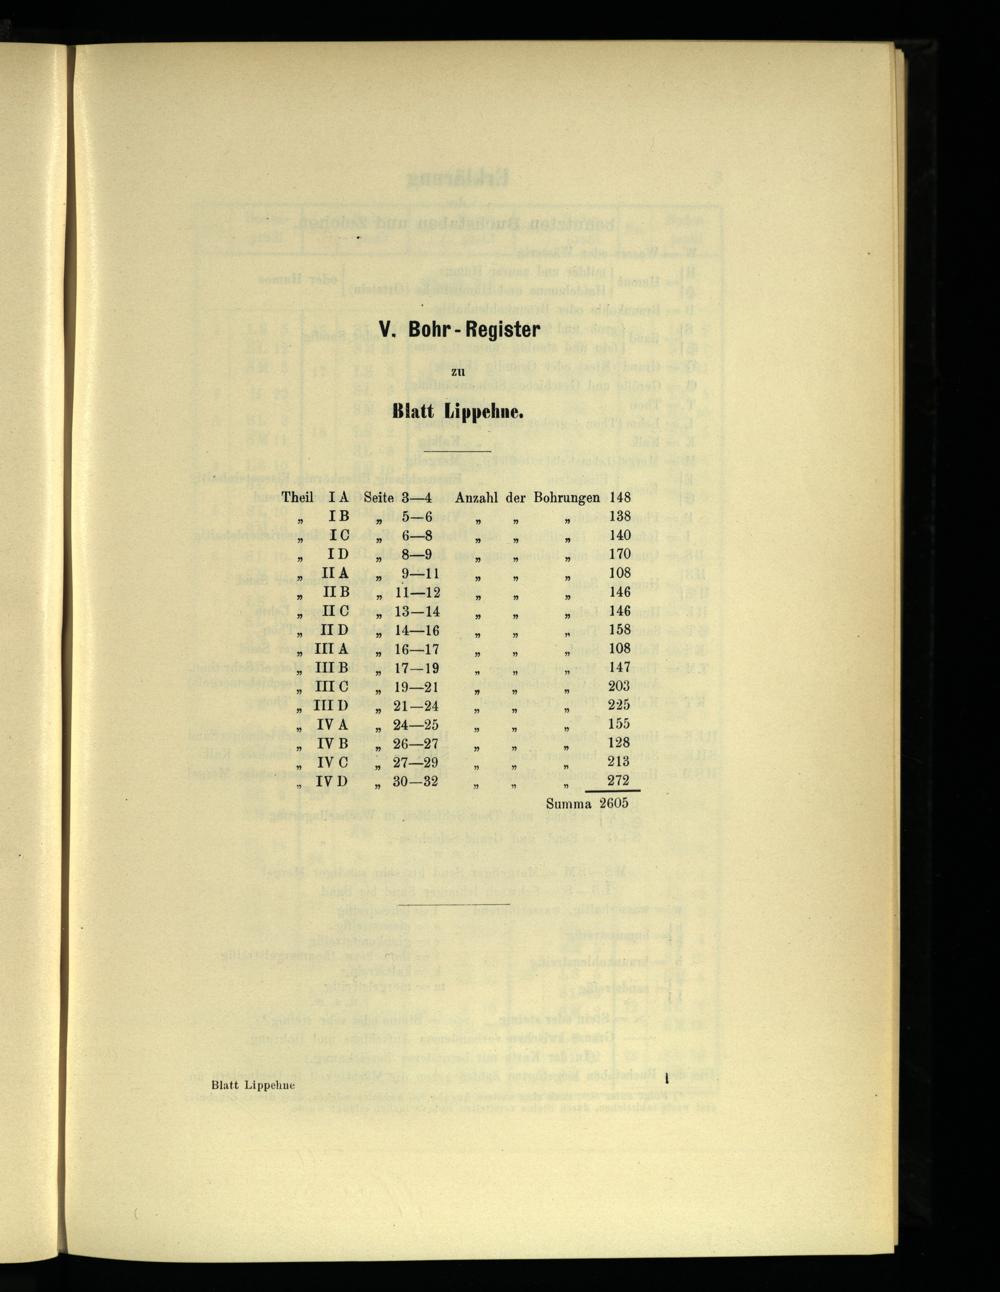 V. Bohr-Register
zu
Blatt Lippehne.
Theil I A Seite 3—4 Anzahl der Bohrungen 148
„ I B „ 5—6 „ „ „ 138
„ I C „ 6—8 „ „ „ 140
„ I D „ 8—9 „ „ „ 170
„ II A „ 9—11 „ „ „ 108
„ II B „ 11—12 „ „ „ 146
„ II C „ 13—14 „ „ „ 146
„ II D „ 14—16 „ „ „ 158
„ III A „ 16—17 „ „ „ 108
„ III B „ 17—19 „ „ „ 147
„ III C „ 19—21 „ „ „ 203
„ III D „ 21—24 „ „ „ 225
„ IV A „ 24—25 „ „ „ 155
„ IV B „ 26—27 „ „ „ 128
„ IV C „ 27—29 „ „ „ 213
„ IV D „ 30—32 „ „ „ 272
Summa 2605
Blatt Lippehne 1